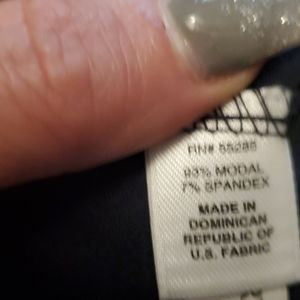 RN# 55285
93% MODAL
7% SPANDEX
MADE IN
DOMINICAN
REPUBLIC OF
U.S. FABRIC